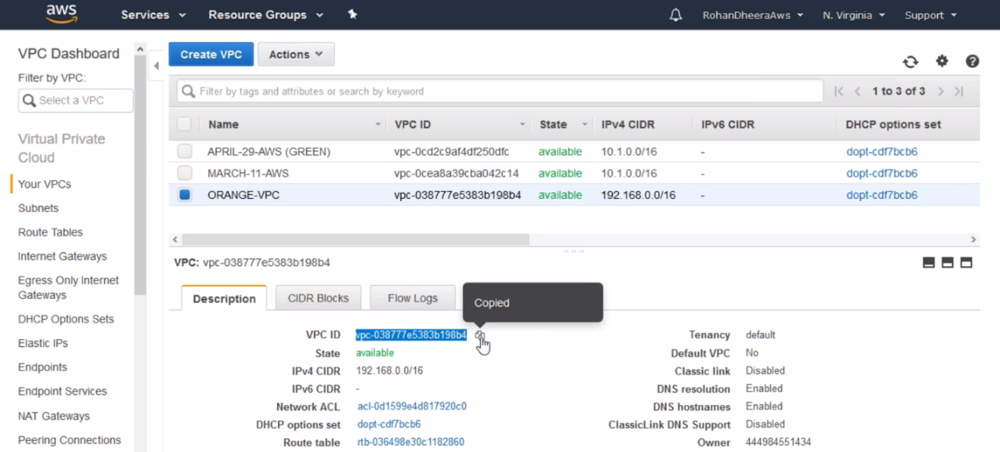 aws Services Resource Groups RohanDheeraAws N. Virginia Support
VPC Dashboard
Filter by VPC:
Select a VPC
Virtual Private
Cloud
Your VPCs
Subnets
Route Tables
Internet Gateways
Egress Only Internet
Gateways
DHCP Options Sets
Elastic IPs
Endpoints
Endpoint Services
NAT Gateways
Peering Connections
Create VPC Actions
Filter by tags and attributes or search by keyword 1 to 3 of 3
Name VPC ID State IPv4 CIDR IPv6 CIDR DHCP options set
APRIL-29-AWS (GREEN) vpc-0cd2c9af4df250dfc available 10.1.0.0/16 - dopt-cdf7bcb6
MARCH-11-AWS vpc-0cea8a39cba042c14 available 10.1.0.0/16 - dopt-cdf7bcb6
ORANGE-VPC vpc-038777e5383b198b4 available 192.168.0.0/16 - dopt-cdf7bcb6
VPC: vpc-038777e5383b198b4
Description CIDR Blocks Flow Logs Copied
VPC ID vpc-038777e5383b198b4 Tenancy default
State available Default VPC No
IPv4 CIDR 192.168.0.0/16 Classic link Disabled
IPv6 CIDR - DNS resolution Enabled
Network ACL acl-0d1599e4d817920c0 DNS hostnames Enabled
DHCP options set dopt-cdf7bcb6 ClassicLink DNS Support Disabled
Route table rtb-036498e30c1182860 Owner 444984551434